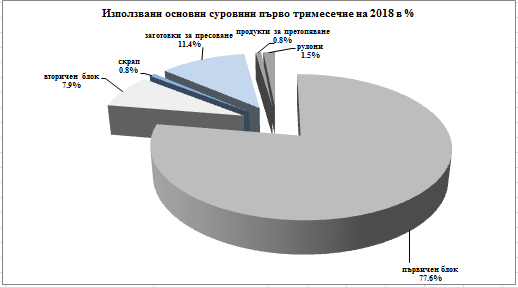 Използвани основни суровини първо тримесечие на 2018 в %
заготовки за пресоване
11.4%
продукти за претопяване
0.8%
рулони
1.5%
скрап
0.8%
вторичен блок
7.9%
първичен блок
77.6%